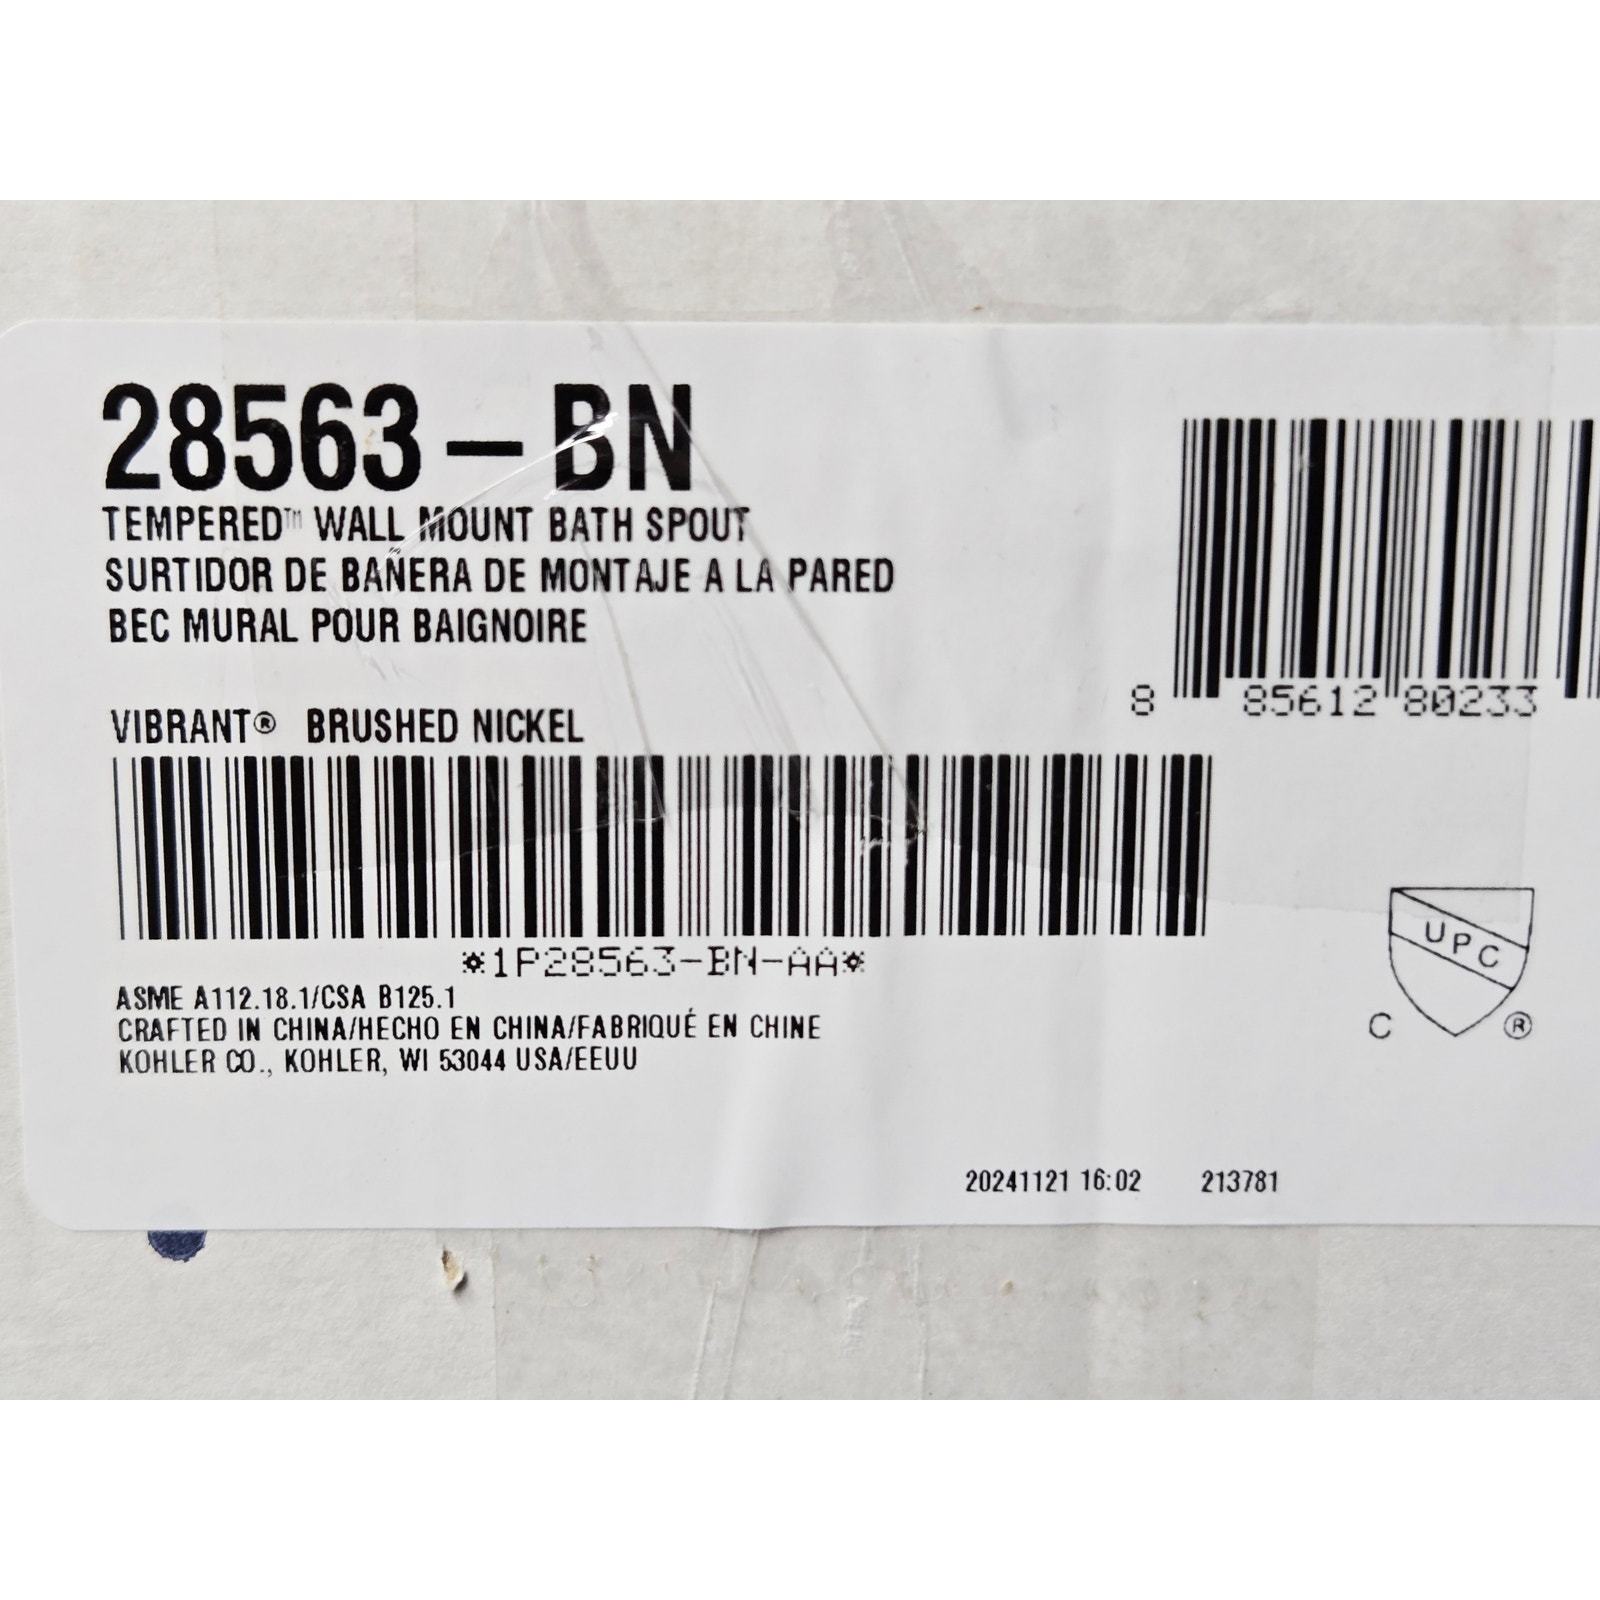 28563-BN
TEMPERED™ WALL MOUNT BATH SPOUT
SURTIDOR DE BAÑERA DE MONTAJE A LA PARED
BEC MURAL POUR BAIGNOIRE
8 85612 80233
VIBRANT® BRUSHED NICKEL
*1P28563-BN-AA*
ASME A112.18.1/CSA B125.1
CRAFTED IN CHINA/HECHO EN CHINA/FABRIQUÉ EN CHINE
KOHLER CO., KOHLER, WI 53044 USA/EEUU
UPC
C ®
20241121 16:02 213781